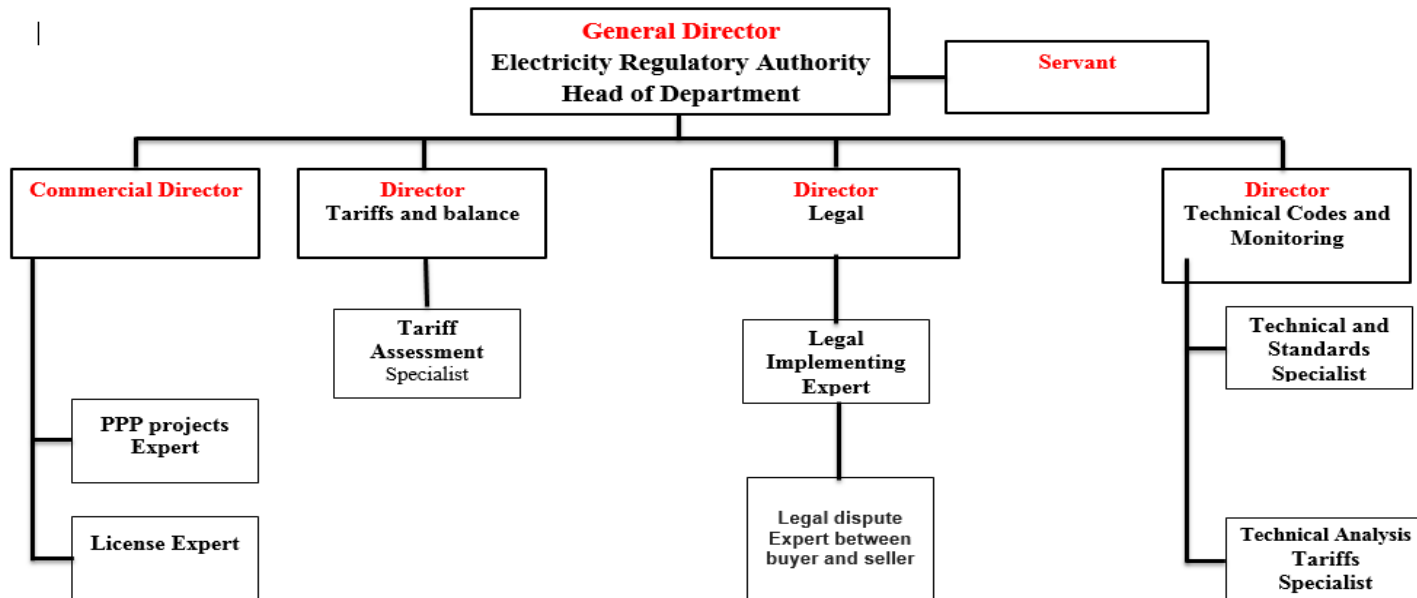 General Director
Electricity Regulatory Authority
Head of Department
Servant
Commercial Director
Director
Tariffs and balance
Director
Legal
Director
Technical Codes and
Monitoring
Tariff
Assessment
Specialist
Legal
Implementing
Expert
Technical and
Standards
Specialist
PPP projects
Expert
License Expert
Legal dispute
Expert between
buyer and seller
Technical Analysis
Tariffs
Specialist